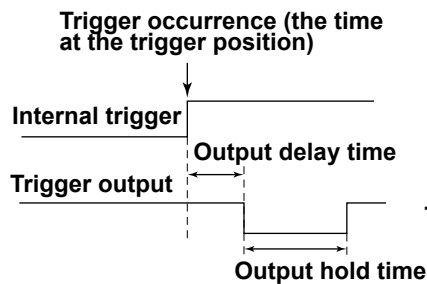 Trigger occurrence (the time
at the trigger position)
Internal trigger
Output delay time
Trigger output
Output hold time